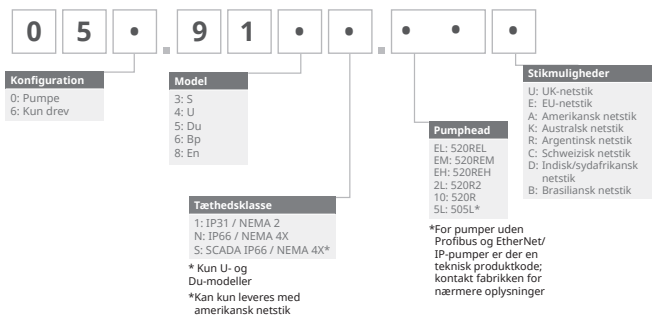 0 5 • . 9 1 • • . • • •
Konfiguration
0: Pumpe
6: Kun drev
Model
3: S
4: U
5: Du
6: Bp
8: En
Tæthedsklasse
1: IP31 / NEMA 2
N: IP66 / NEMA 4X
S: SCADA IP66 / NEMA 4X*
* Kun U- og
Du-modeller
*Kan kun leveres med
amerikansk netstik
Pumphead
EL: 520REL
EM: 520REM
EH: 520REH
2L: 520R2
10: 520R
5L: 505L*
*For pumper uden
Profibus og EtherNet/
IP-pumper er der en
teknisk produktkode;
kontakt fabrikken for
nærmere oplysninger
Stikmuligheder
U: UK-netstik
E: EU-netstik
A: Amerikansk netstik
K: Australsk netstik
R: Argentinsk netstik
C: Schweizisk netstik
D: Indisk/sydafrikansk
netstik
B: Brasiliansk netstik